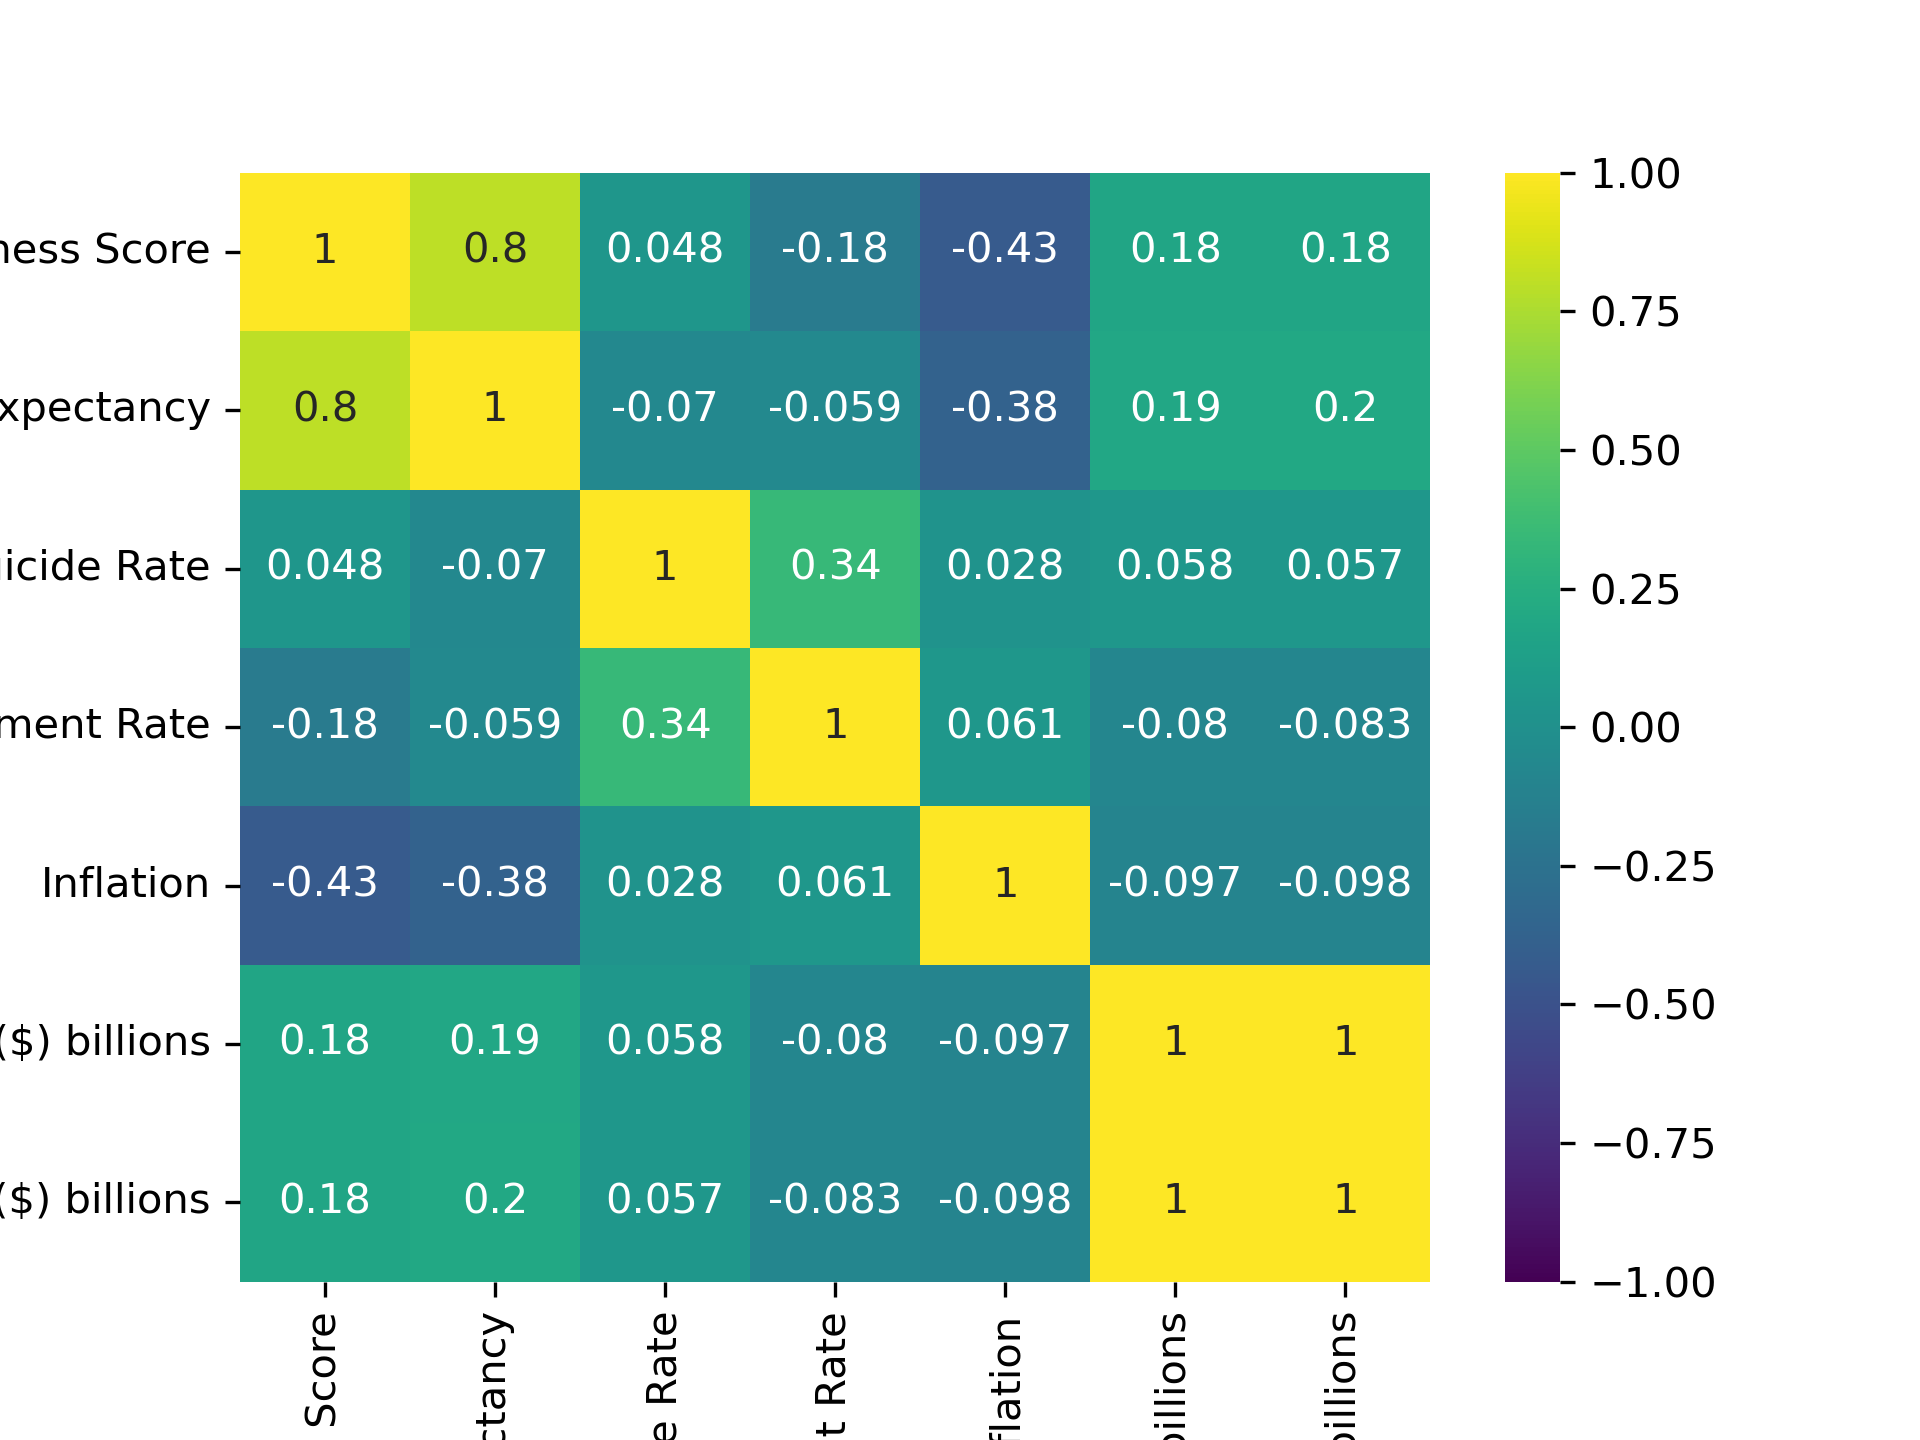 ness Score 1 0.8 0.048 -0.18 -0.43 0.18 0.18
xpectancy 0.8 1 -0.07 -0.059 -0.38 0.19 0.2
icide Rate 0.048 -0.07 1 0.34 0.028 0.058 0.057
ment Rate -0.18 -0.059 0.34 1 0.061 -0.08 -0.083
Inflation -0.43 -0.38 0.028 0.061 1 -0.097 -0.098
($) billions 0.18 0.19 0.058 -0.08 -0.097 1 1
($) billions 0.18 0.2 0.057 -0.083 -0.098 1 1
Score
ctancy
e Rate
t Rate
flation
billions
billions
1.00
0.75
0.50
0.25
0.00
−0.25
−0.50
−0.75
−1.00